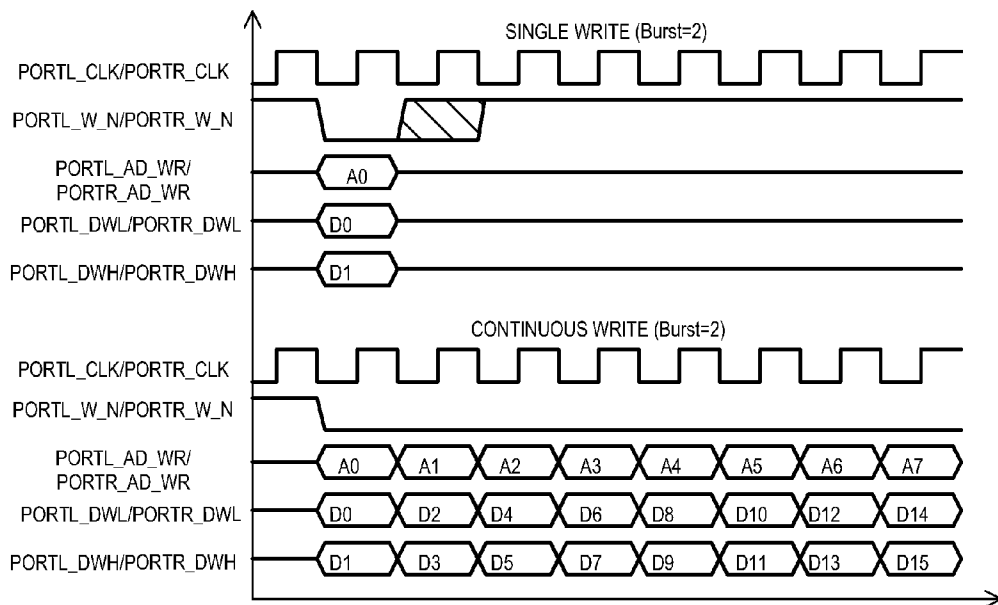 SINGLE WRITE (Burst=2)
PORTL_CLK/PORTR_CLK
PORTL_W_N/PORTR_W_N
PORTL_AD_WR/
PORTR_AD_WR
A0
PORTL_DWL/PORTR_DWL
D0
PORTL_DWH/PORTR_DWH
D1
CONTINUOUS WRITE (Burst=2)
PORTL_CLK/PORTR_CLK
PORTL_W_N/PORTR_W_N
PORTL_AD_WR/
PORTR_AD_WR
A0 A1 A2 A3 A4 A5 A6 A7
PORTL_DWL/PORTR_DWL
D0 D2 D4 D6 D8 D10 D12 D14
PORTL_DWH/PORTR_DWH
D1 D3 D5 D7 D9 D11 D13 D15